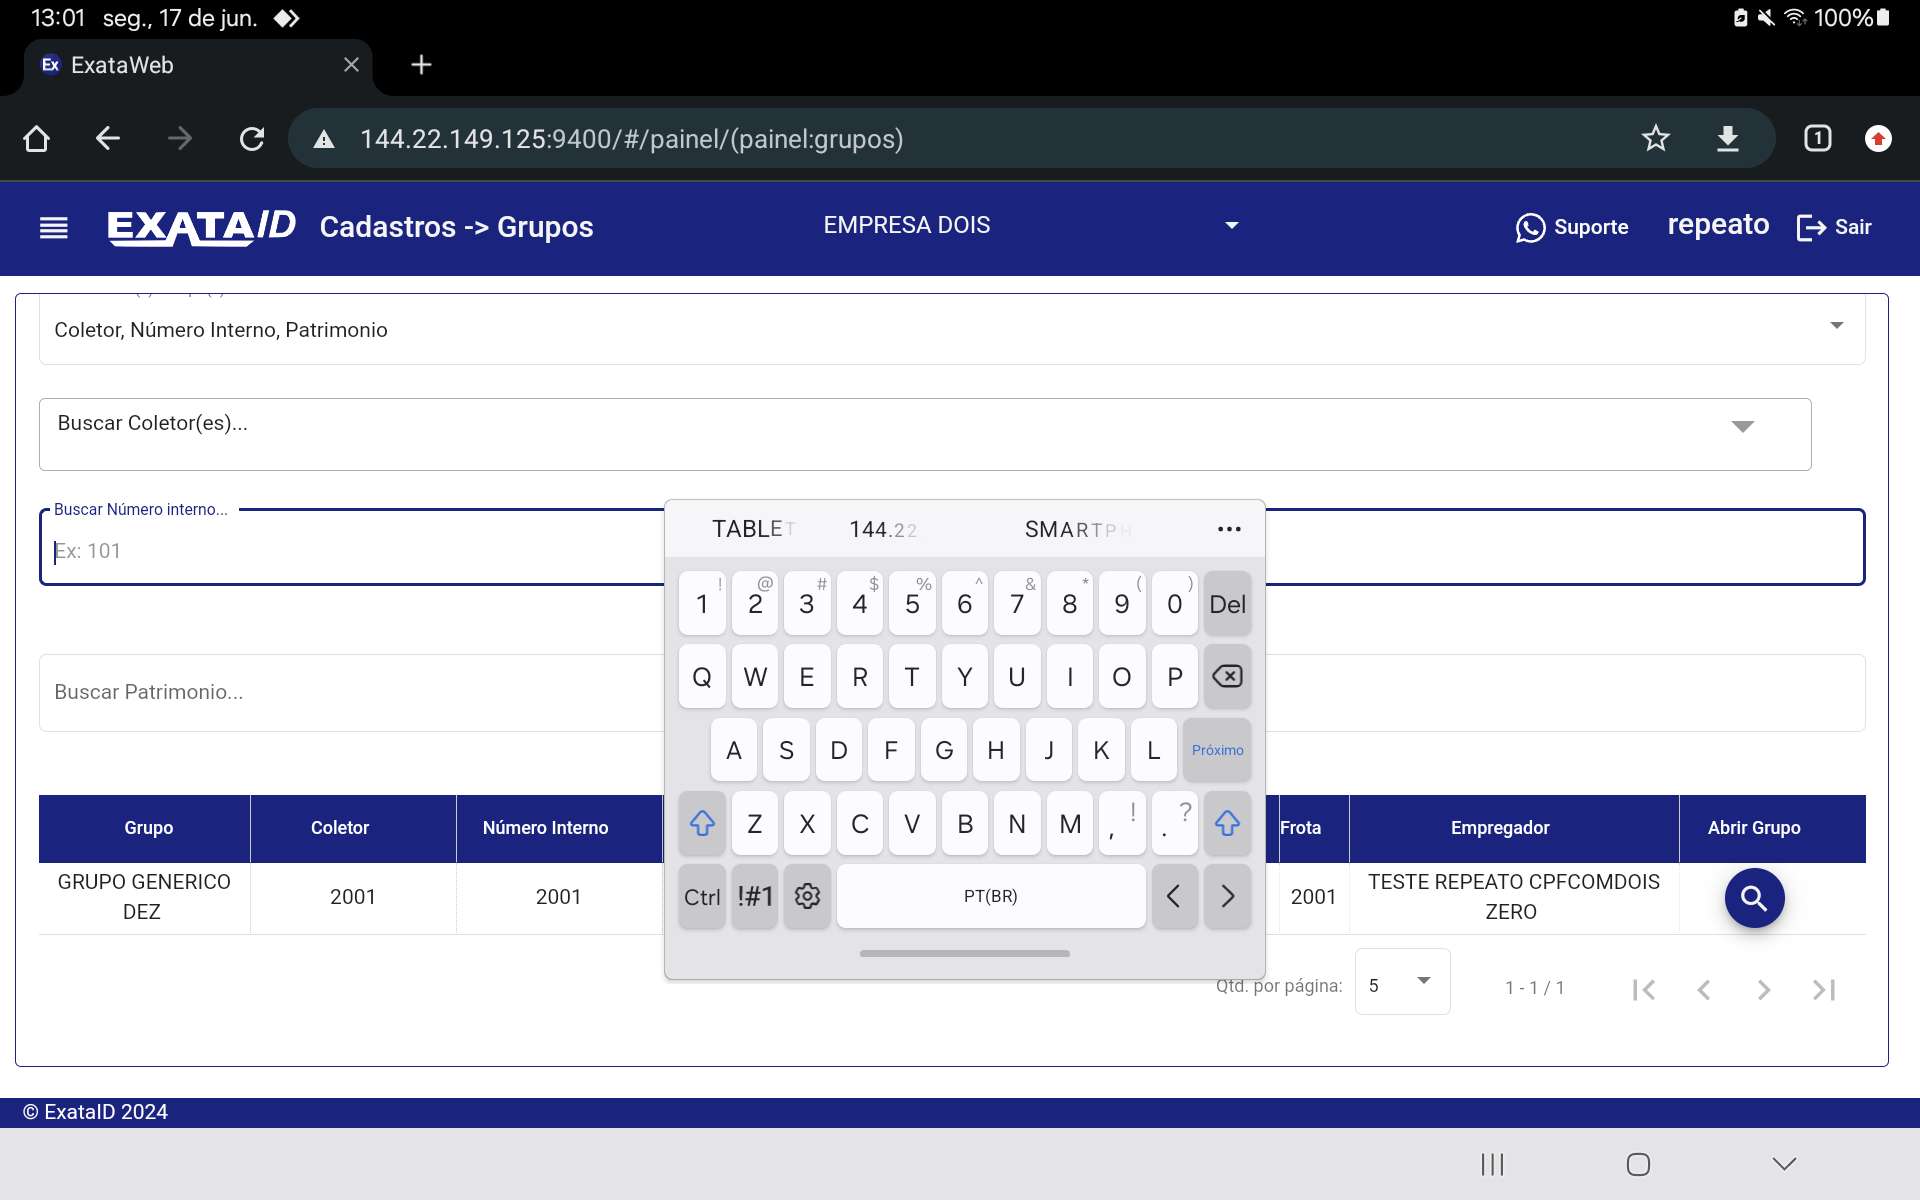 13:01 seg., 17 de jun.
100%
Ex ExataWeb
144.22.149.125:9400/#/painel/(painel:grupos)
1
EXATA ID Cadastros -> Grupos
EMPRESA DOIS
Suporte
repeato
Sair
Coletor, Número Interno, Patrimonio
Buscar Coletor(es)...
Buscar Número interno...
Ex: 101
Buscar Patrimonio...
TABLET 144.22 SMARTPH
! @ # $ % ^ & * ( )
1 2 3 4 5 6 7 8 9 0 Del
Q W E R T Y U I O P
A S D F G H J K L Próximo
Z X C V B N M , ! . ?
Ctrl !#1 PT(BR) < >
Grupo Coletor Número Interno Frota Empregador Abrir Grupo
GRUPO GENERICO DEZ 2001 2001 2001 TESTE REPEATO CPFCOMDOIS ZERO
Qtd. por página: 5 1 - 1 / 1
© ExataID 2024